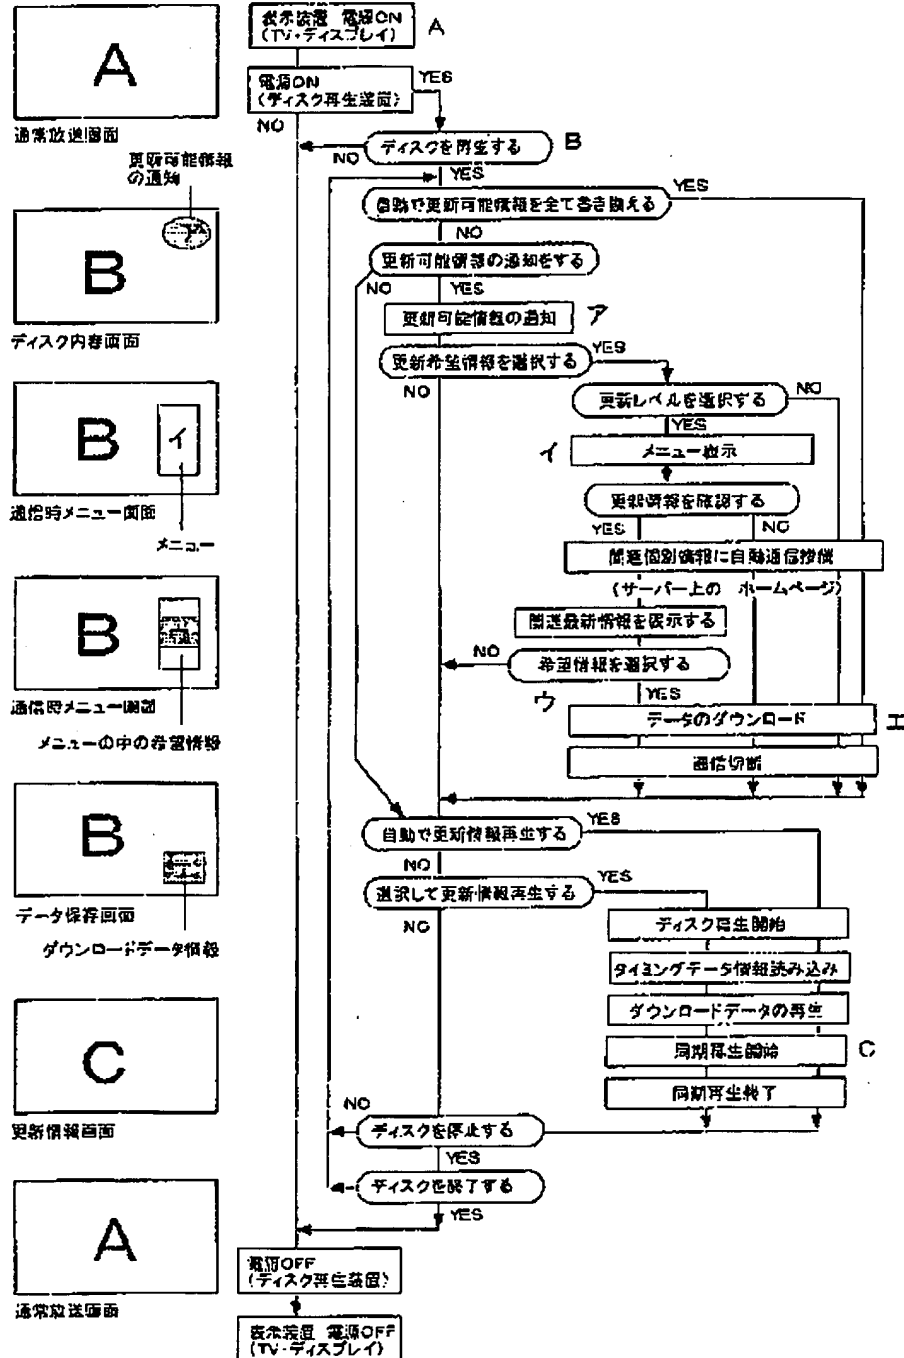 A
通常放送画面
更新可能情報
の通知
B
ディスク内容画面
B
イ
通信時メニュー画面
メニュー
B
通信時メニュー画面
メニューの中の希望情報
B
データ保存画面
ダウンロードデータ情報
C
更新情報画面
A
通常放送画面
表示装置 電源ON
(TV・ディスプレイ)
A
電源ON
(ディスク再生装置)
YES
NO
ディスクを再生する
B
NO
YES
自動で更新可能情報を全て書き換える
YES
NO
更新可能情報の通知をする
NO
YES
更新可能情報の通知
ア
更新希望情報を選択する
YES
NO
更新レベルを選択する
NO
YES
イ
メニュー表示
更新情報を確認する
YES
NO
関連個別情報に自動通信接続
(サーバー上の ホームページ)
関連最新情報を表示する
NO
希望情報を選択する
ウ
YES
データのダウンロード
エ
通信切断
自動で更新情報再生する
YES
NO
選択して更新情報再生する
YES
NO
ディスク再生開始
タイミングデータ情報読み込み
ダウンロードデータの再生
同期再生開始
C
同期再生終了
NO
ディスクを停止する
YES
ディスクを終了する
YES
電源OFF
(ディスク再生装置)
表示装置 電源OFF
(TV・ディスプレイ)